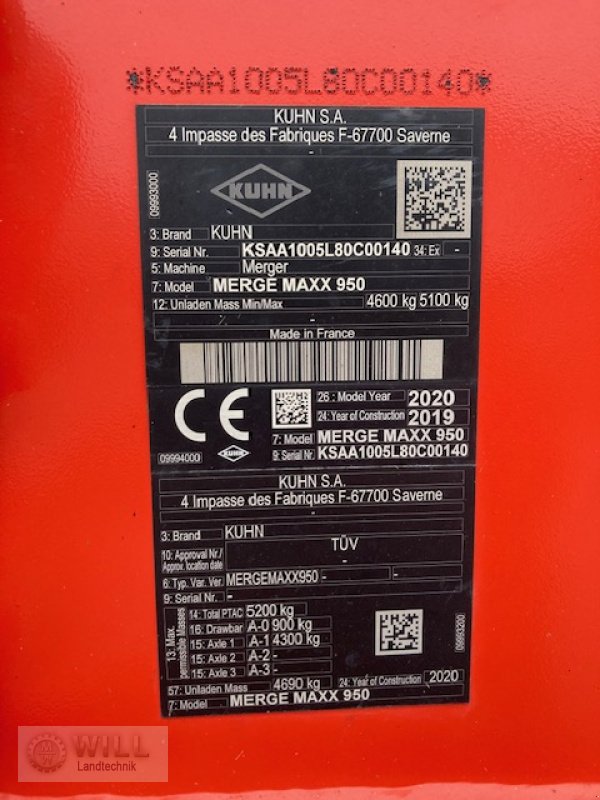 *KSAA1005L80C00140*
KUHN S.A.
4 Impasse des Fabriques F-67700 Saverne
-
09993000
KUHN
3: Brand KUHN
9: Serial Nr. KSAA1005L80C00140 34: Ex -
5: Machine Merger
7: Model MERGE MAXX 950
12: Unladen Mass Min/Max 4600 kg 5100 kg
-
Made in France
CE
26 : Model Year 2020
24: Year of Construction 2019
7: Model MERGE MAXX 950
09994000 KUHN 9: Serial Nr KSAA1005L80C00140
KUHN S.A.
4 Impasse des Fabriques F-67700 Saverne
-
3: Brand KUHN
10: Approval Nr./ Approv. location date TÜV
-
6: Typ. Var. Ver. MERGEMAXX950 - -
9: Serial Nr. -
13: Max. permissible Masses
14: Total PTAC 5200 kg
16: Drawbar A-0 900 kg
15: Axle 1 A-1 4300 kg
15: Axle 2 A-2 -
15: Axle 3 A-3 -
09993200
57: Unladen Mass 4690 kg 24: Year of Construction 2020
7: Model MERGE MAXX 950
WILL
Landtechnik